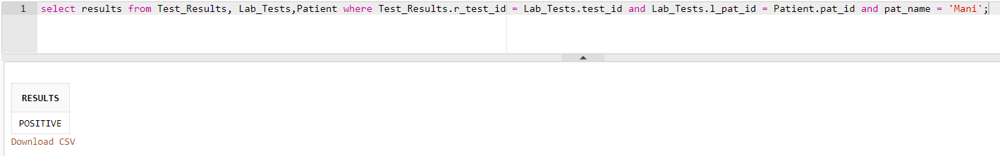 1 select results from Test_Results, Lab_Tests,Patient where Test_Results.r_test_id = Lab_Tests.test_id and Lab_Tests.l_pat_id = Patient.pat_id and pat_name = 'Mani';
RESULTS
POSITIVE
Download CSV